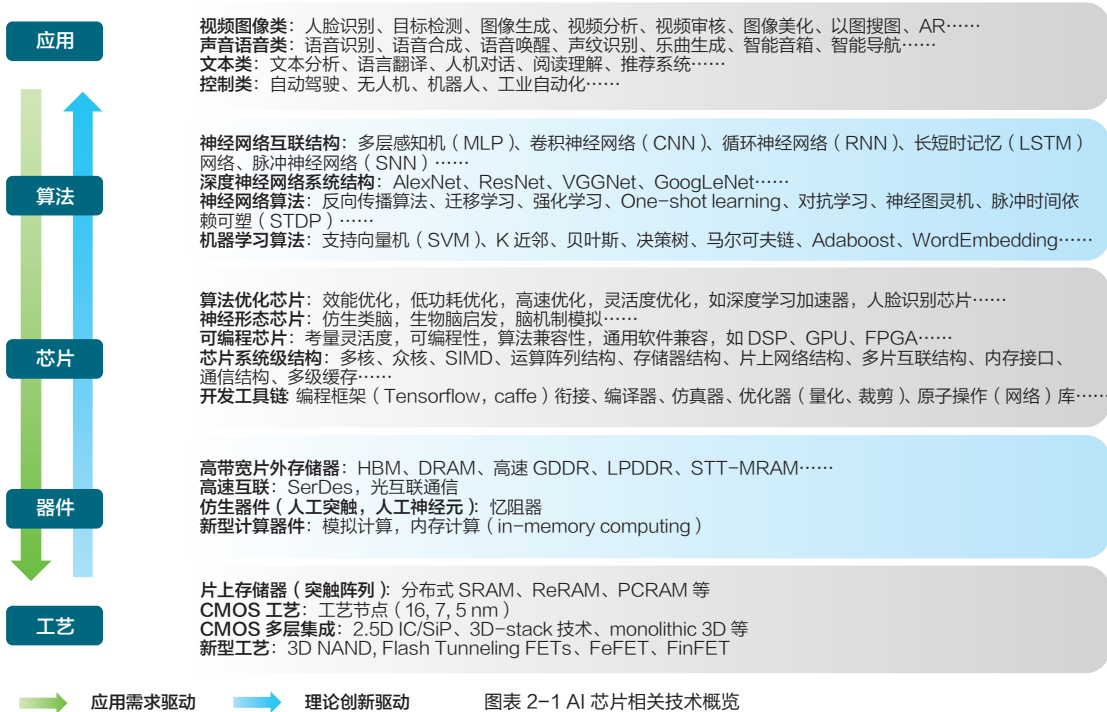 应用
视频图像类：人脸识别、目标检测、图像生成、视频分析、视频审核、图像美化、以图搜图、AR……
声音语音类：语音识别、语音合成、语音唤醒、声纹识别、乐曲生成、智能音箱、智能导航……
文本类：文本分析、语言翻译、人机对话、阅读理解、推荐系统……
控制类：自动驾驶、无人机、机器人、工业自动化……
算法
神经网络互联结构：多层感知机（MLP）、卷积神经网络（CNN）、循环神经网络（RNN）、长短时记忆（LSTM）
网络、脉冲神经网络（SNN）……
深度神经网络系统结构：AlexNet、ResNet、VGGNet、GoogLeNet……
神经网络算法：反向传播算法、迁移学习、强化学习、One-shot learning、对抗学习、神经图灵机、脉冲时间依
赖可塑（STDP）……
机器学习算法：支持向量机（SVM）、K 近邻、贝叶斯、决策树、马尔可夫链、Adaboost、WordEmbedding……
芯片
算法优化芯片：效能优化，低功耗优化，高速优化，灵活度优化，如深度学习加速器，人脸识别芯片……
神经形态芯片：仿生类脑，生物脑启发，脑机制模拟……
可编程芯片：考量灵活度，可编程性，算法兼容性，通用软件兼容，如 DSP、GPU、FPGA……
芯片系统级结构：多核、众核、SIMD、运算阵列结构、存储器结构、片上网络结构、多片互联结构、内存接口、
通信结构、多级缓存……
开发工具链 编程框架（Tensorflow，caffe）衔接、编译器、仿真器、优化器（量化、裁剪）、原子操作（网络）库……
器件
高带宽片外存储器：HBM、DRAM、高速 GDDR、LPDDR、STT-MRAM……
高速互联：SerDes，光互联通信
仿生器件（人工突触，人工神经元）：忆阻器
新型计算器件：模拟计算，内存计算（in-memory computing）
工艺
片上存储器（突触阵列）：分布式 SRAM、ReRAM、PCRAM 等
CMOS 工艺：工艺节点（16, 7, 5 nm）
CMOS 多层集成：2.5D IC/SiP、3D-stack 技术、monolithic 3D 等
新型工艺：3D NAND, Flash Tunneling FETs、FeFET、FinFET
应用需求驱动 理论创新驱动 图表 2-1 AI 芯片相关技术概览